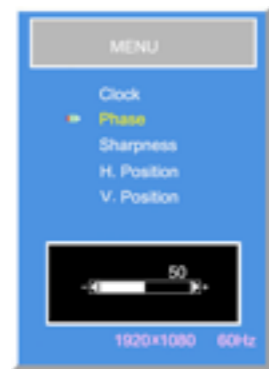 MENU
Clock
Phase
Sharpness
H. Position
V. Position
50
- +
1920×1080 60Hz